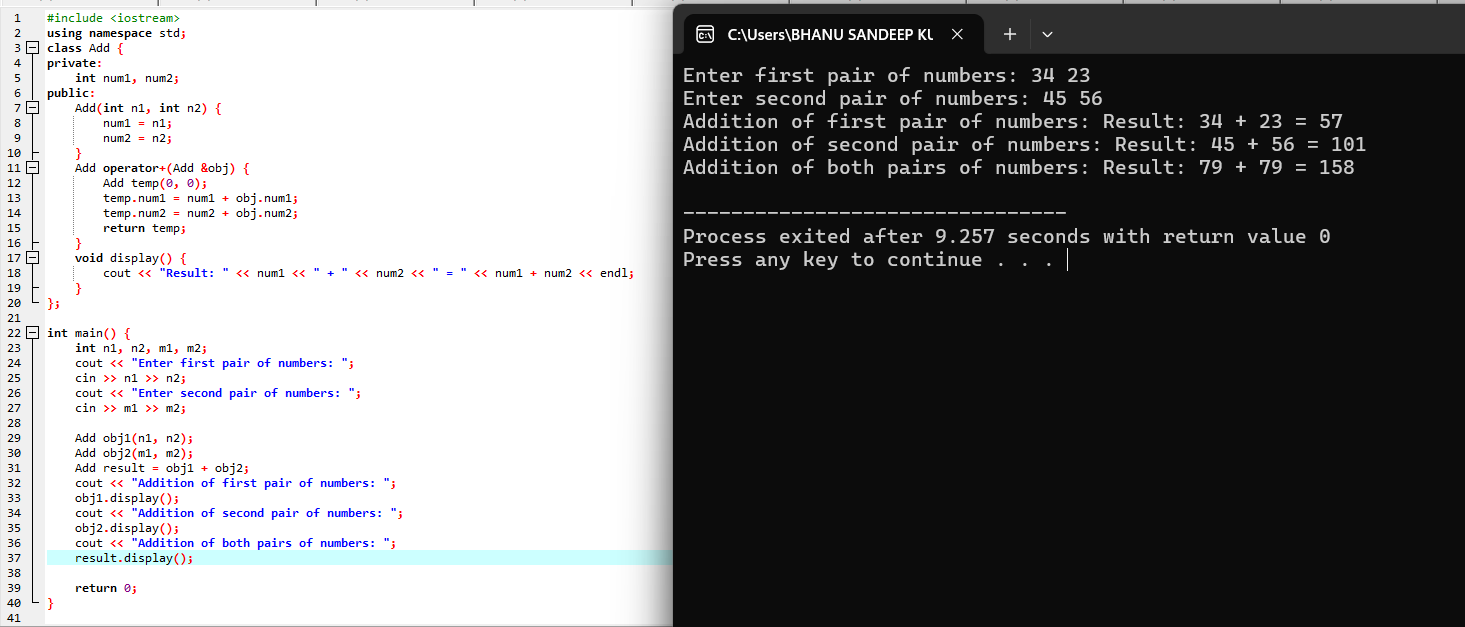 1 #include <iostream>
2 using namespace std;
3 class Add {
4 private:
5     int num1, num2;
6 public:
7     Add(int n1, int n2) {
8         num1 = n1;
9         num2 = n2;
10     }
11     Add operator+(Add &obj) {
12         Add temp(0, 0);
13         temp.num1 = num1 + obj.num1;
14         temp.num2 = num2 + obj.num2;
15         return temp;
16     }
17     void display() {
18         cout << "Result: " << num1 << " + " << num2 << " = " << num1 + num2 << endl;
19     }
20 };
21
22 int main() {
23     int n1, n2, m1, m2;
24     cout << "Enter first pair of numbers: ";
25     cin >> n1 >> n2;
26     cout << "Enter second pair of numbers: ";
27     cin >> m1 >> m2;
28
29     Add obj1(n1, n2);
30     Add obj2(m1, m2);
31     Add result = obj1 + obj2;
32     cout << "Addition of first pair of numbers: ";
33     obj1.display();
34     cout << "Addition of second pair of numbers: ";
35     obj2.display();
36     cout << "Addition of both pairs of numbers: ";
37     result.display();
38
39     return 0;
40 }
41
C:\Users\BHANU SANDEEP KU
Enter first pair of numbers: 34 23
Enter second pair of numbers: 45 56
Addition of first pair of numbers: Result: 34 + 23 = 57
Addition of second pair of numbers: Result: 45 + 56 = 101
Addition of both pairs of numbers: Result: 79 + 79 = 158
--------------------------------
Process exited after 9.257 seconds with return value 0
Press any key to continue . . .